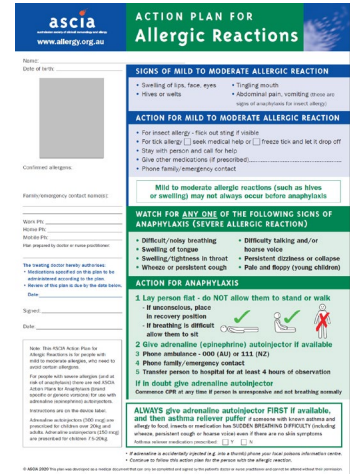 ascia
www.allergy.org.au
ACTION PLAN FOR
Allergic Reactions
Name:
Date of birth:
Confirmed allergens:
Family/emergency contact name(s):
Work Ph:
Home Ph:
Mobile Ph:
Plan prepared by doctor or nurse practitioner:
The treating doctor hereby authorises:
• Medications specified on this plan to be
administered according to the plan.
• Review of this plan is due by the date below.
Date:
Signed:
Date:
Note: This ASCIA Action Plan for
Allergic Reactions is for people with
mild to moderate allergies, who need to
avoid certain allergens.
For people with severe allergies (and at
risk of anaphylaxis) there are red ASCIA
Action Plans for Anaphylaxis (brand
specific or generic versions) for use with
adrenaline (epinephrine) autoinjectors.
Instructions are on the device label.
Adrenaline autoinjectors (300 mcg) are
prescribed for children over 20kg and
adults. Adrenaline autoinjectors (150 mcg)
are prescribed for children 7.5-20kg.
SIGNS OF MILD TO MODERATE ALLERGIC REACTION
• Swelling of lips, face, eyes
• Hives or welts
• Tingling mouth
• Abdominal pain, vomiting (these are
signs of anaphylaxis for insect allergy)
ACTION FOR MILD TO MODERATE ALLERGIC REACTION
• For insect allergy - flick out sting if visible
• For tick allergy seek medical help or freeze tick and let it drop off
• Stay with person and call for help
• Give other medications (if prescribed)
• Phone family/emergency contact
Mild to moderate allergic reactions (such as hives
or swelling) may not always occur before anaphylaxis
WATCH FOR ANY ONE OF THE FOLLOWING SIGNS OF
ANAPHYLAXIS (SEVERE ALLERGIC REACTION)
• Difficult/noisy breathing
• Swelling of tongue
• Swelling/tightness in throat
• Wheeze or persistent cough
• Difficulty talking and/or
hoarse voice
• Persistent dizziness or collapse
• Pale and floppy (young children)
ACTION FOR ANAPHYLAXIS
1 Lay person flat - do NOT allow them to stand or walk
- If unconscious, place
in recovery position
- If breathing is difficult
allow them to sit
2 Give adrenaline (epinephrine) autoinjector if available
3 Phone ambulance - 000 (AU) or 111 (NZ)
4 Phone family/emergency contact
5 Transfer person to hospital for at least 4 hours of observation
If in doubt give adrenaline autoinjector
Commence CPR at any time if person is unresponsive and not breathing normally
ALWAYS give adrenaline autoinjector FIRST if available,
and then asthma reliever puffer if someone with known asthma and
allergy to food, insects or medication has SUDDEN BREATHING DIFFICULTY (including
wheeze, persistent cough or hoarse voice) even if there are no skin symptoms
Asthma reliever medication prescribed: Y N
• If adrenaline is accidentally injected (e.g. into a thumb) phone your local poisons information centre.
• Continue to follow this action plan for the person with the allergic reaction.